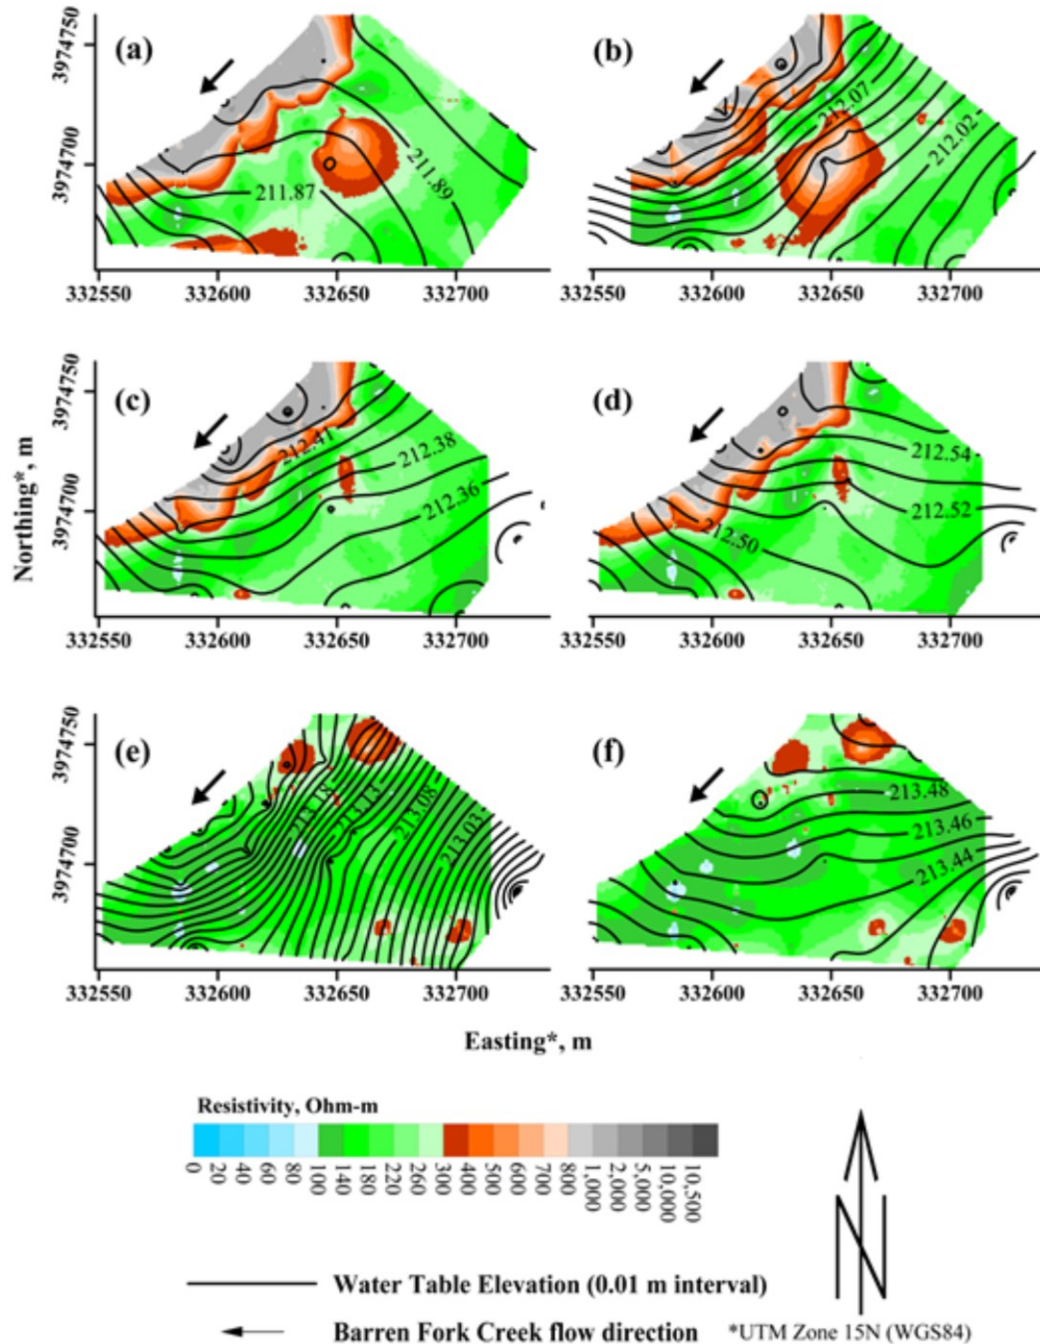 (a)
(b)
3974750
3974700
211.87
211.89
212.07
212.02
332550 332600 332650 332700
332550 332600 332650 332700
(c)
(d)
3974750
3974700
212.41
212.38
212.36
212.54
212.52
212.50
332550 332600 332650 332700
332550 332600 332650 332700
Northing*, m
(e)
(f)
3974750
3974700
213.18
213.13
213.08
213.03
213.48
213.46
213.44
332550 332600 332650 332700
332550 332600 332650 332700
Easting*, m
Resistivity, Ohm-m
0 20 40 60 80 100 140 180 220 260 300 400 500 600 700 800 1,000 2,000 5,000 10,000 10,500
N
Water Table Elevation (0.01 m interval)
Barren Fork Creek flow direction
*UTM Zone 15N (WGS84)